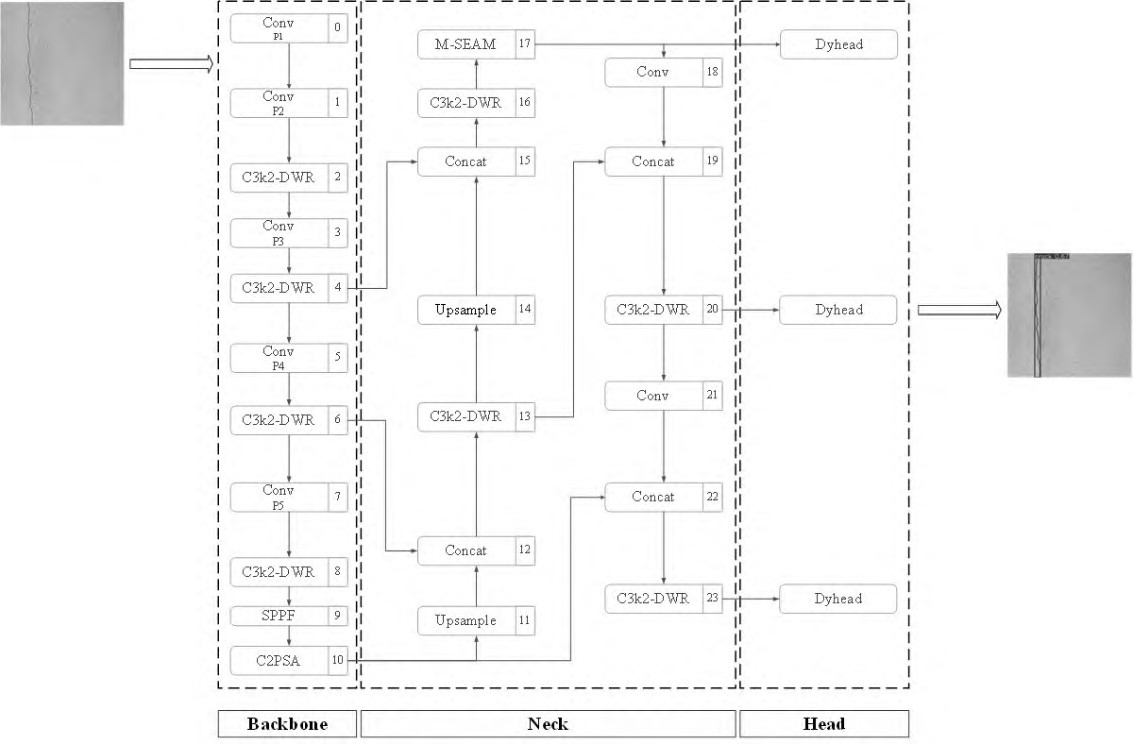 Conv 0
P1
Conv 1
P2
C3k2-DWR 2
Conv 3
P3
C3k2-DWR 4
Conv 5
P4
C3k2-DWR 6
Conv 7
P5
C3k2-DWR 8
SPPF 9
C2PSA 10
M-SEAM 17
C3k2-DWR 16
Concat 15
Upsample 14
C3k2-DWR 13
Concat 12
Upsample 11
Conv 18
Concat 19
C3k2-DWR 20
Conv 21
Concat 22
C3k2-DWR 23
Dyhead
Dyhead
Dyhead
Backbone
Neck
Head